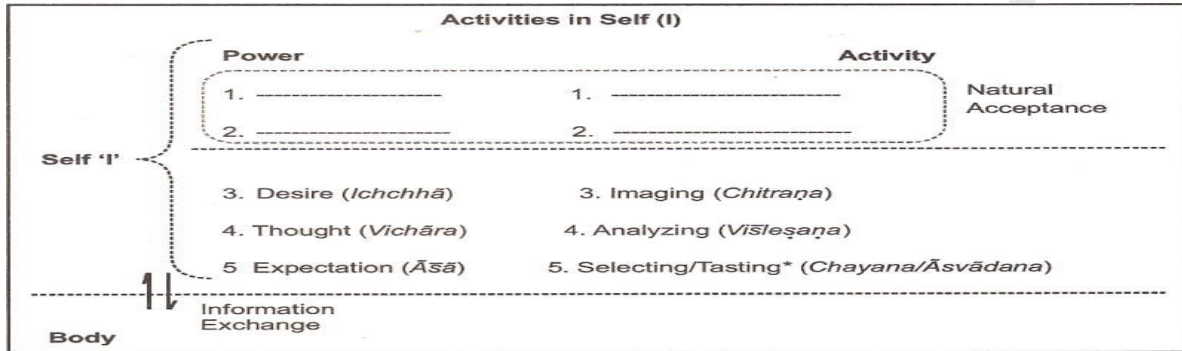 Activities in Self (I)
Power Activity
1. ---------------------- 1. ---------------------------
2. ----------------------- 2. ------------------------------
Natural
Acceptance
Self ‘I’
3. Desire (Ichchhā) 3. Imaging (Chitraṇa)
4. Thought (Vichāra) 4. Analyzing (Viśleṣaṇa)
5 Expectation (Āśā) 5. Selecting/Tasting* (Chayana/Āsvādana)
Information
Exchange
Body